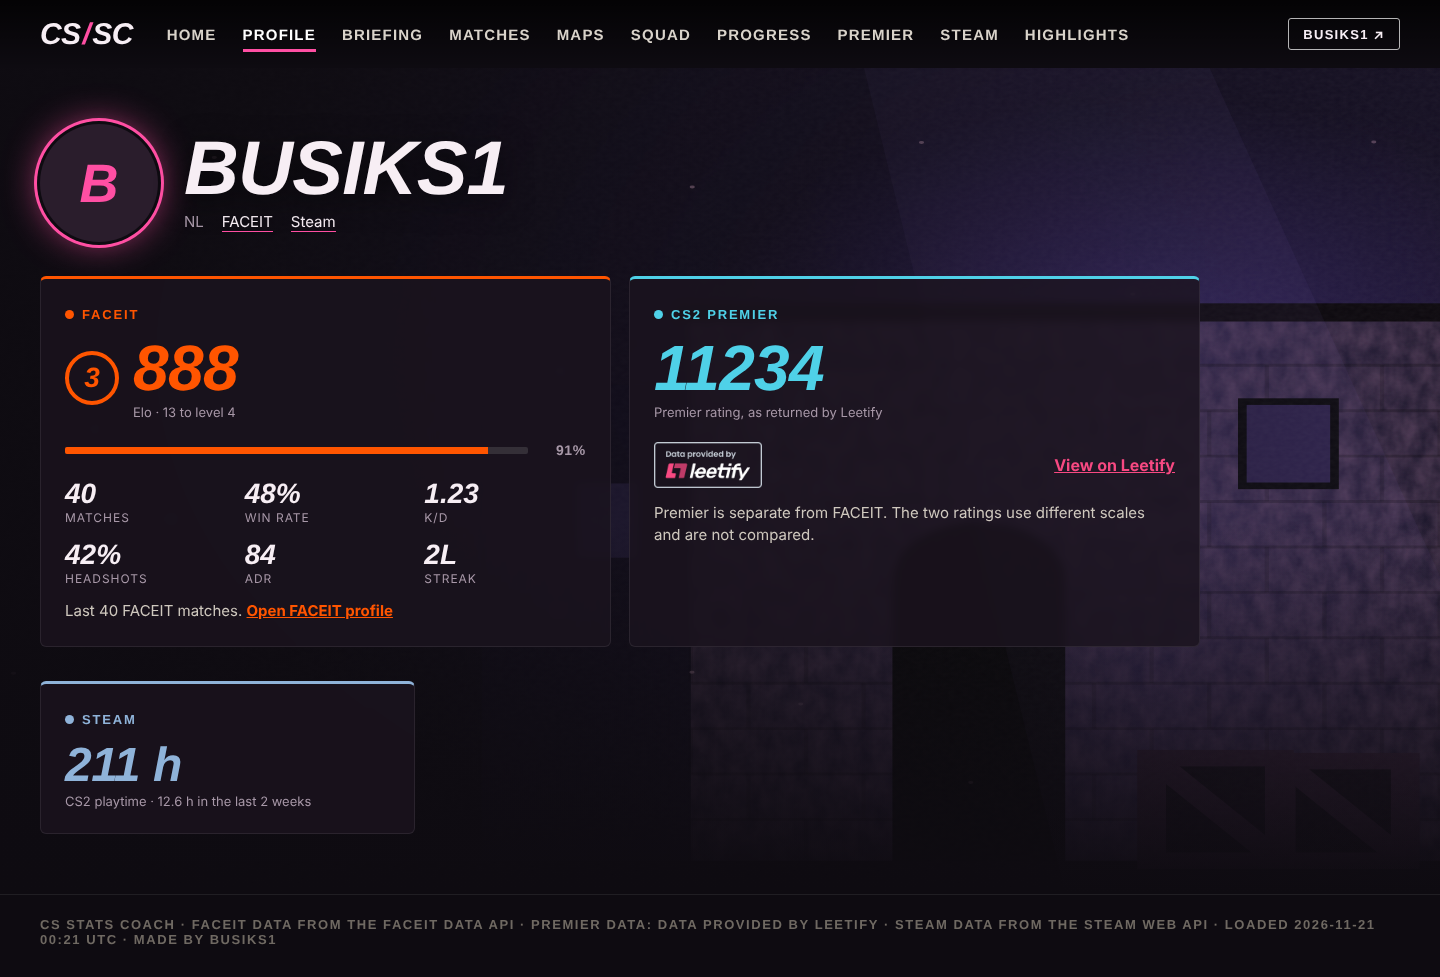 CS/SC HOME PROFILE BRIEFING MATCHES MAPS SQUAD PROGRESS PREMIER STEAM HIGHLIGHTS BUSIKS1 ↗
B
BUSIKS1
NL FACEIT Steam
FACEIT
3 888
Elo · 13 to level 4
91%
40 48% 1.23
MATCHES WIN RATE K/D
42% 84 2L
HEADSHOTS ADR STREAK
Last 40 FACEIT matches. Open FACEIT profile
CS2 PREMIER
11234
Premier rating, as returned by Leetify
Data provided by
leetify
View on Leetify
Premier is separate from FACEIT. The two ratings use different scales
and are not compared.
STEAM
211 h
CS2 playtime · 12.6 h in the last 2 weeks
CS STATS COACH · FACEIT DATA FROM THE FACEIT DATA API · PREMIER DATA: DATA PROVIDED BY LEETIFY · STEAM DATA FROM THE STEAM WEB API · LOADED 2026-11-21
00:21 UTC · MADE BY BUSIKS1